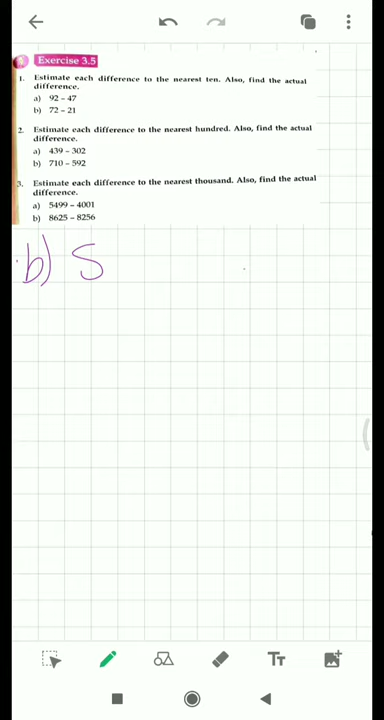 Exercise 3.5
1. Estimate each difference to the nearest ten. Also, find the actual
difference.
a) 92 – 47
b) 72 – 21
2. Estimate each difference to the nearest hundred. Also, find the actual
difference.
a) 439 – 302
b) 710 – 592
3. Estimate each difference to the nearest thousand. Also, find the actual
difference.
a) 5499 – 4001
b) 8625 – 8256
b) S
TT